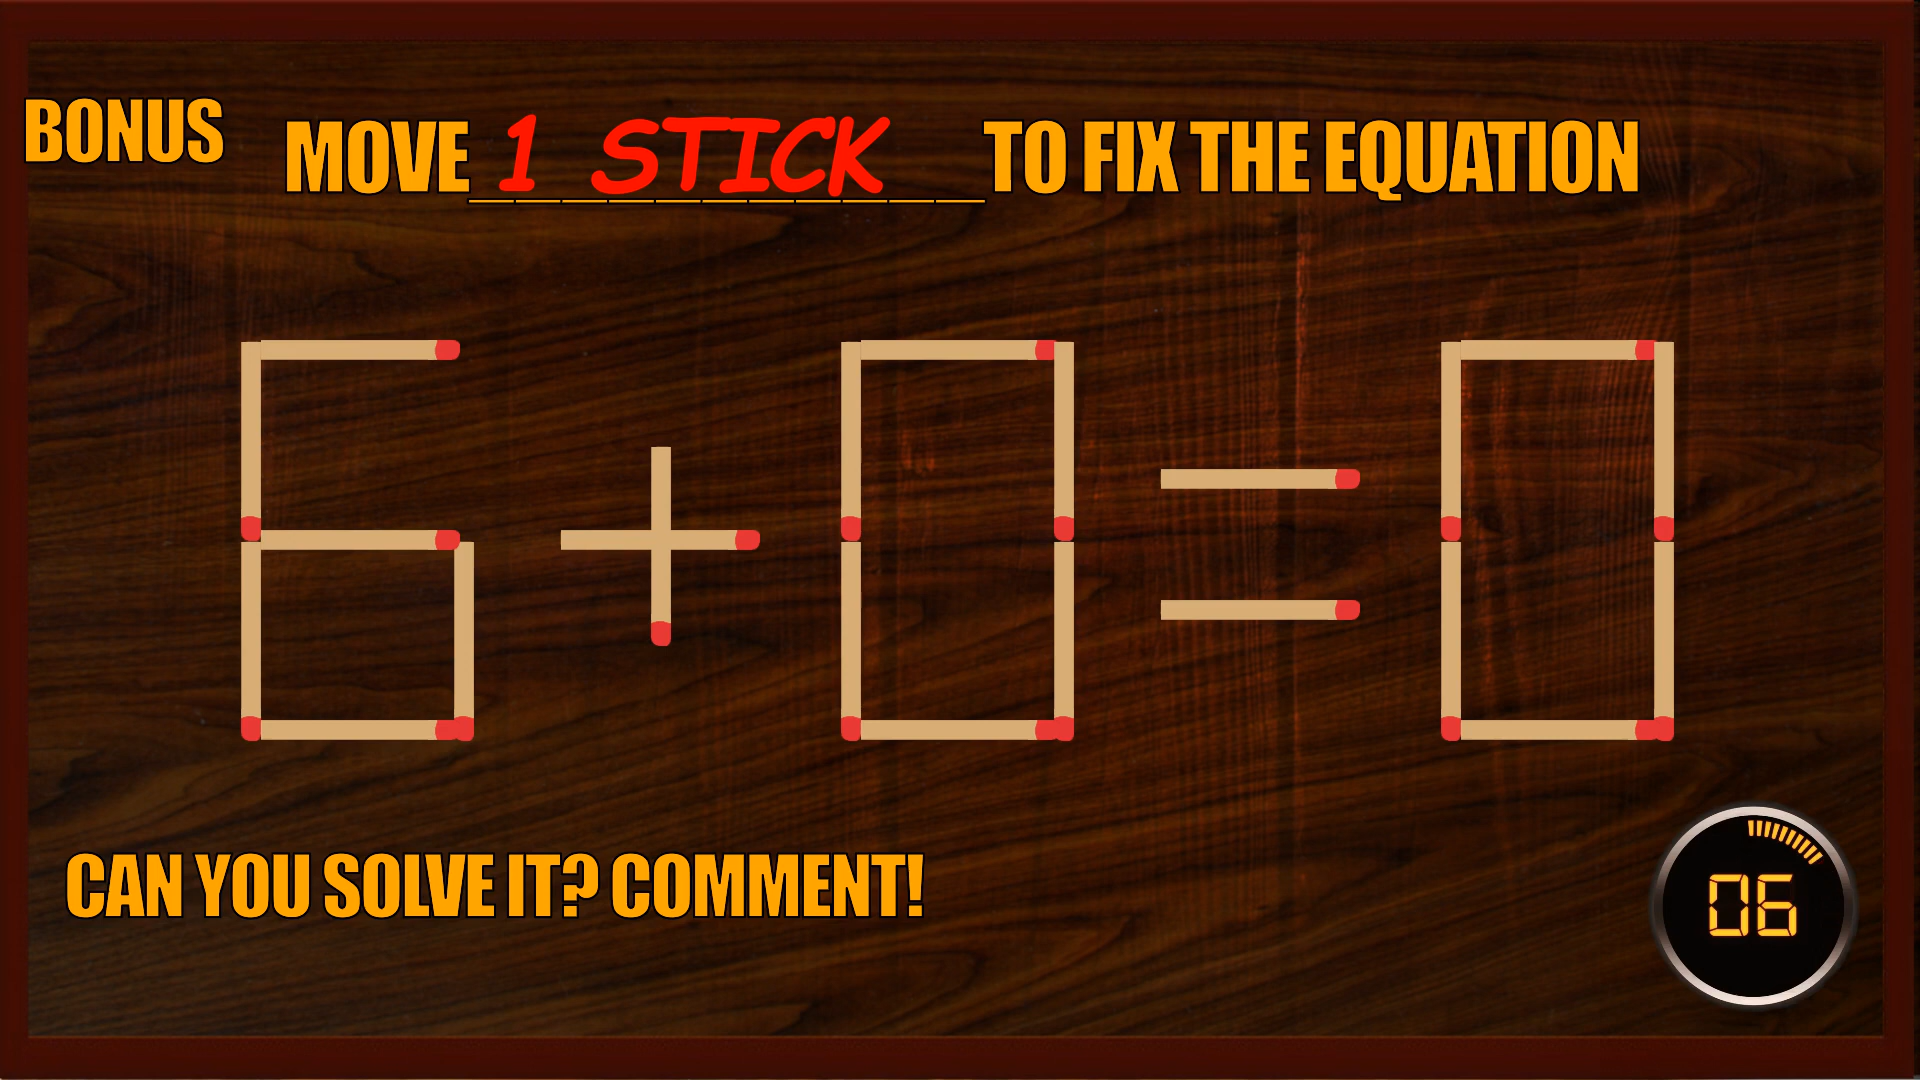 BONUS
MOVE 1 STICK TO FIX THE EQUATION
6+0=0
CAN YOU SOLVE IT? COMMENT!
06